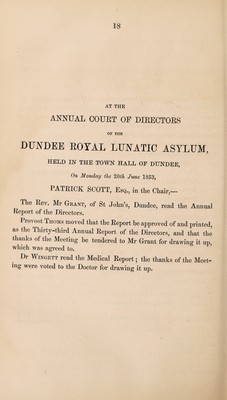 18
AT THE
ANNUAL COURT OF DIRECTORS
OF THE
DUNDEE ROYAL LUNATIC ASYLUM,
HELD IN THE TOWN HALL OF DUNDEE,
On Monday the 20th June 1853,
PATRICK SCOTT, Esq., in the Chair,—
The Rev. Mr Grant, of St John's, Dundee, read the Annual
Report of the Directors.
Provost Thoms moved that the Report be approved of and printed,
as the Thirty-third Annual Report of the Directors, and that the
thanks of the Meeting be tendered to Mr Grant for drawing it up,
which was agreed to.
Dr Wingett read the Medical Report; the thanks of the Meet-
ing were voted to the Doctor for drawing it up.